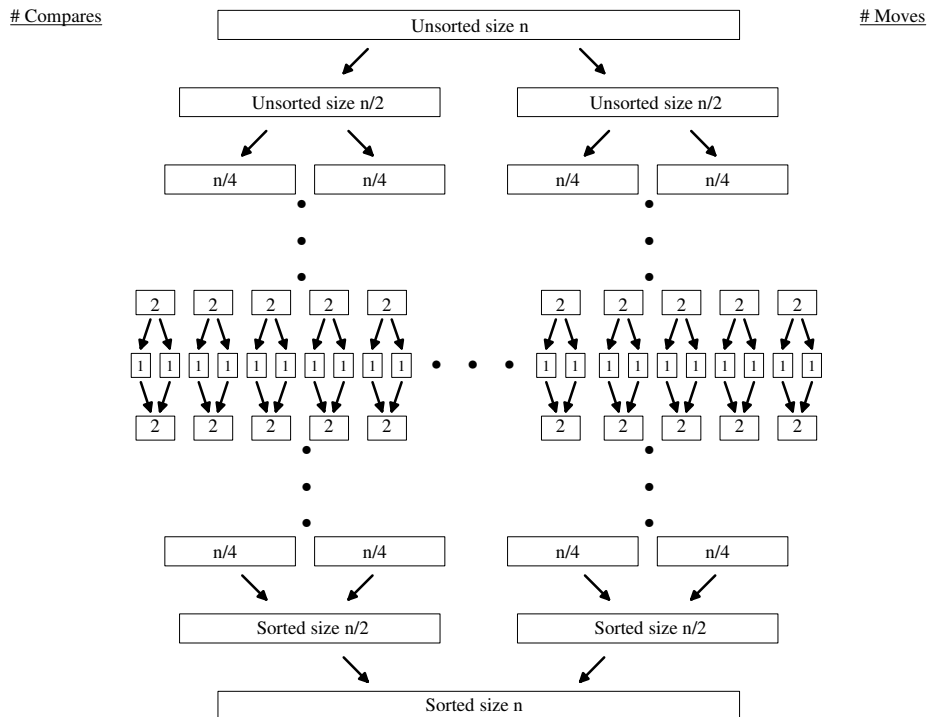 # Compares
# Moves
Unsorted size n
Unsorted size n/2 Unsorted size n/2
n/4 n/4 n/4 n/4
2 2 2 2 2 2 2 2 2 2
1 1 1 1 1 1 1 1 1 1 1 1 1 1 1 1 1 1 1 1
2 2 2 2 2 2 2 2 2 2
n/4 n/4 n/4 n/4
Sorted size n/2 Sorted size n/2
Sorted size n